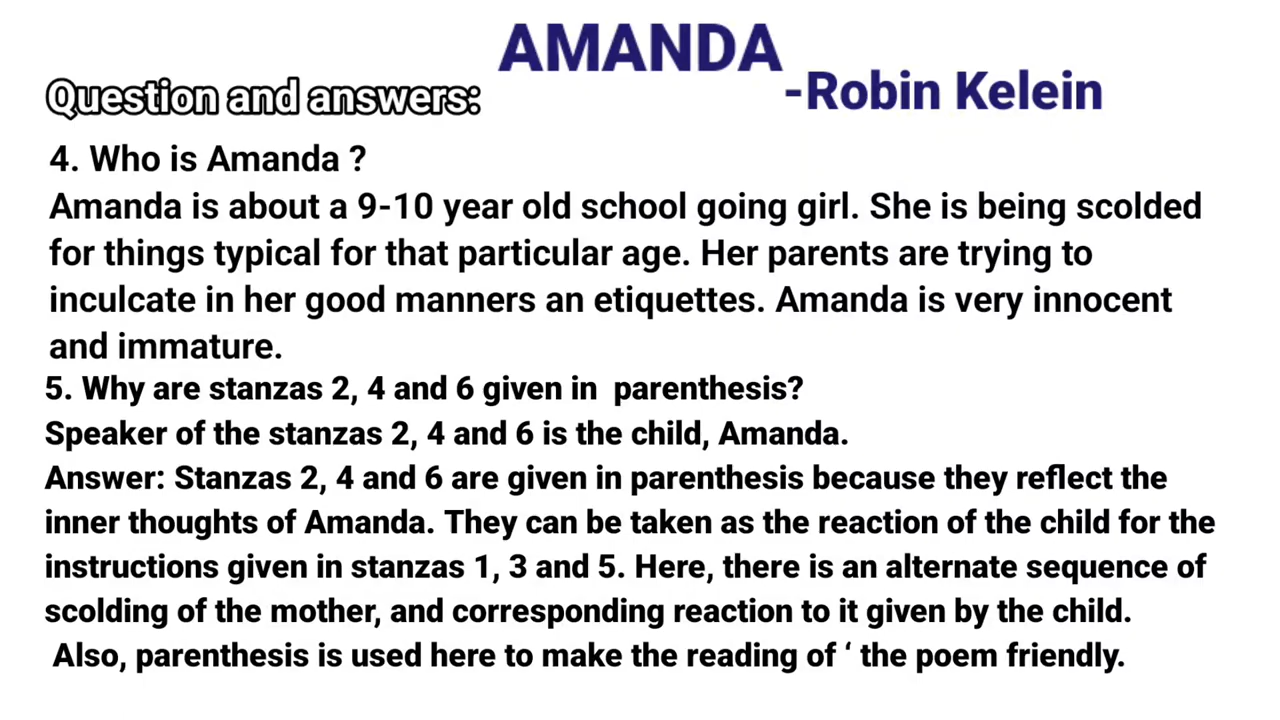 AMANDA
-Robin Kelein
Question and answers:
4. Who is Amanda ?
Amanda is about a 9-10 year old school going girl. She is being scolded
for things typical for that particular age. Her parents are trying to
inculcate in her good manners an etiquettes. Amanda is very innocent
and immature.
5. Why are stanzas 2, 4 and 6 given in  parenthesis?
Speaker of the stanzas 2, 4 and 6 is the child, Amanda.
Answer: Stanzas 2, 4 and 6 are given in parenthesis because they reflect the
inner thoughts of Amanda. They can be taken as the reaction of the child for the
instructions given in stanzas 1, 3 and 5. Here, there is an alternate sequence of
scolding of the mother, and corresponding reaction to it given by the child.
Also, parenthesis is used here to make the reading of ‘ the poem friendly.